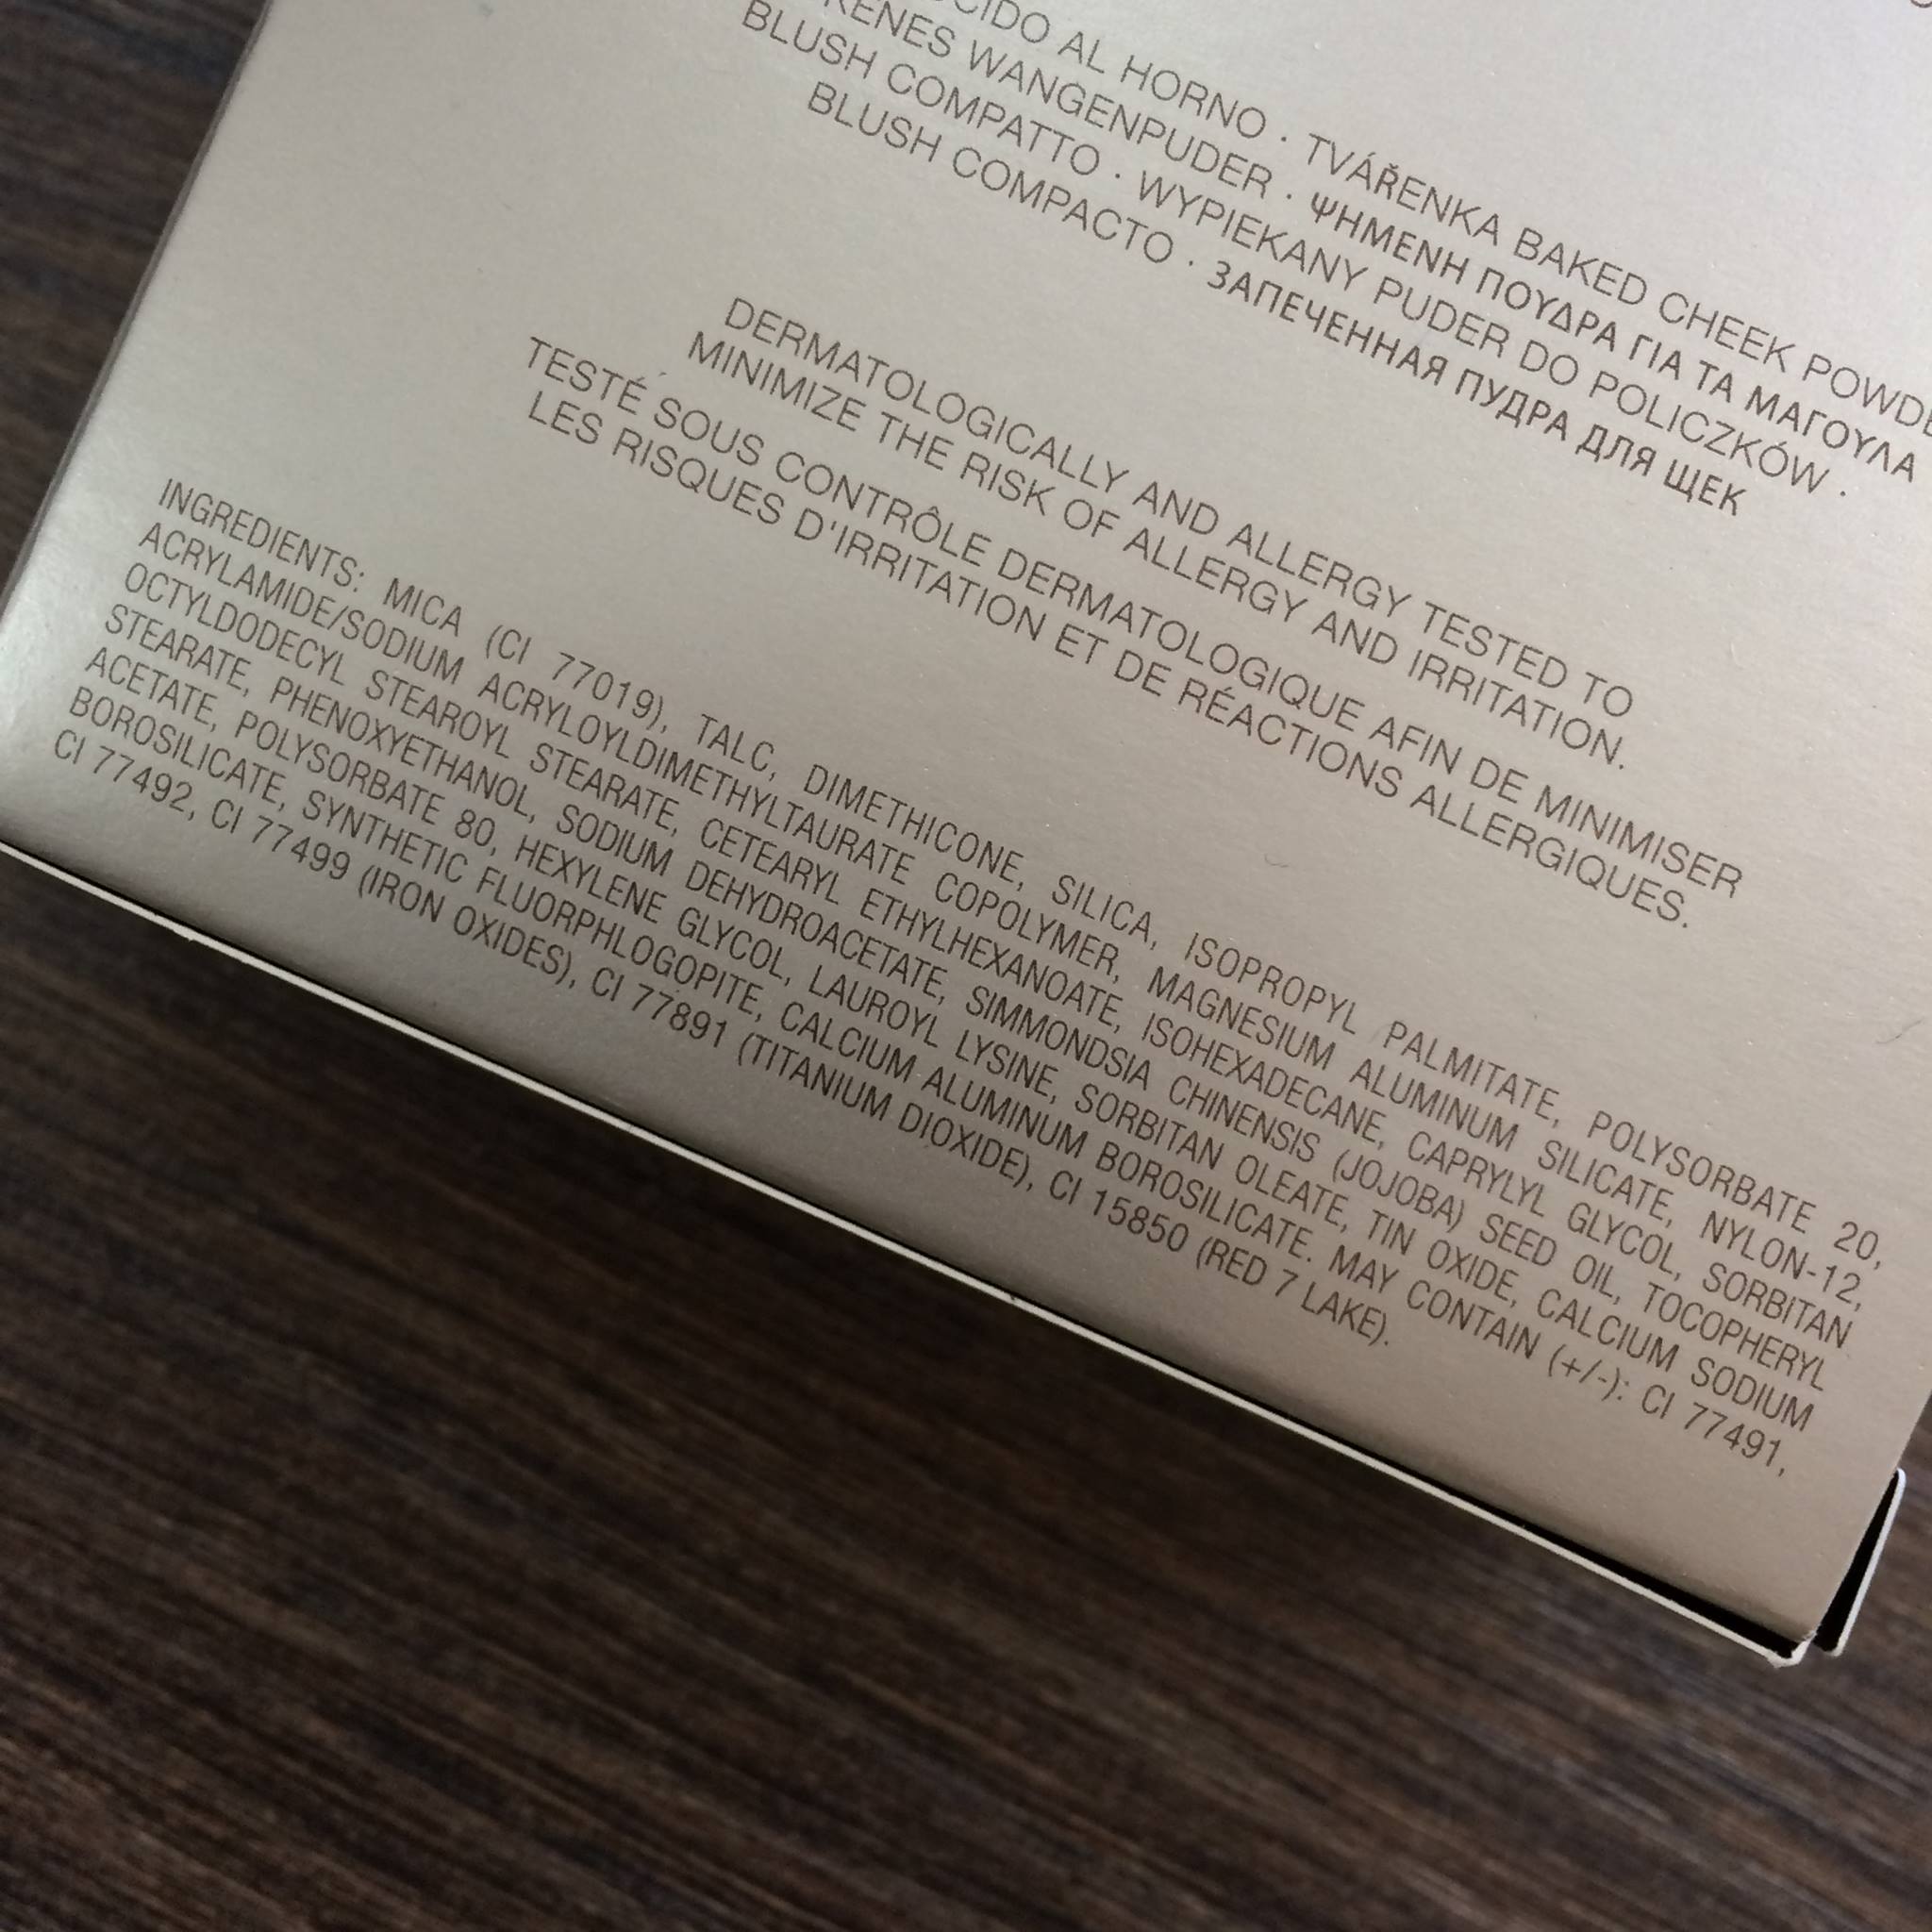 AL HORNO · TVÁŘENKA BAKED CHEEK
WANGENPUDER · ΨΗΜΕΝΗ ΠΟΥΔΡΑ ΓΙΑ ΤΑ ΜΑΓΟΥΛΑ
BLUSH COMPATTO · WYPIEKANY PUDER DO POLICZKÓW ·
BLUSH COMPACTO · ЗАПЕЧЕННАЯ ПУДРА ДЛЯ ЩЕК
DERMATOLOGICALLY AND ALLERGY TESTED TO
MINIMIZE THE RISK OF ALLERGY AND IRRITATION.
TESTÉ SOUS CONTRÔLE DERMATOLOGIQUE AFIN DE MINIMISER
LES RISQUES D'IRRITATION ET DE RÉACTIONS ALLERGIQUES.
INGREDIENTS: MICA (CI 77019), TALC, DIMETHICONE, SILICA, ISOPROPYL PALMITATE, POLYSORBATE 20,
ACRYLAMIDE/SODIUM ACRYLOYLDIMETHYLTAURATE COPOLYMER, MAGNESIUM ALUMINUM SILICATE, NYLON-12,
OCTYLDODECYL STEAROYL STEARATE, CETEARYL ETHYLHEXANOATE, ISOHEXADECANE, CAPRYLYL GLYCOL, SORBITAN
STEARATE, PHENOXYETHANOL, SODIUM DEHYDROACETATE, SIMMONDSIA CHINENSIS (JOJOBA) SEED OIL, TOCOPHERYL
ACETATE, POLYSORBATE 80, HEXYLENE GLYCOL, LAUROYL LYSINE, SORBITAN OLEATE, TIN OXIDE, CALCIUM SODIUM
BOROSILICATE, SYNTHETIC FLUORPHLOGOPITE, CALCIUM ALUMINUM BOROSILICATE. MAY CONTAIN (+/-): CI 77491,
CI 77492, CI 77499 (IRON OXIDES), CI 77891 (TITANIUM DIOXIDE), CI 15850 (RED 7 LAKE).